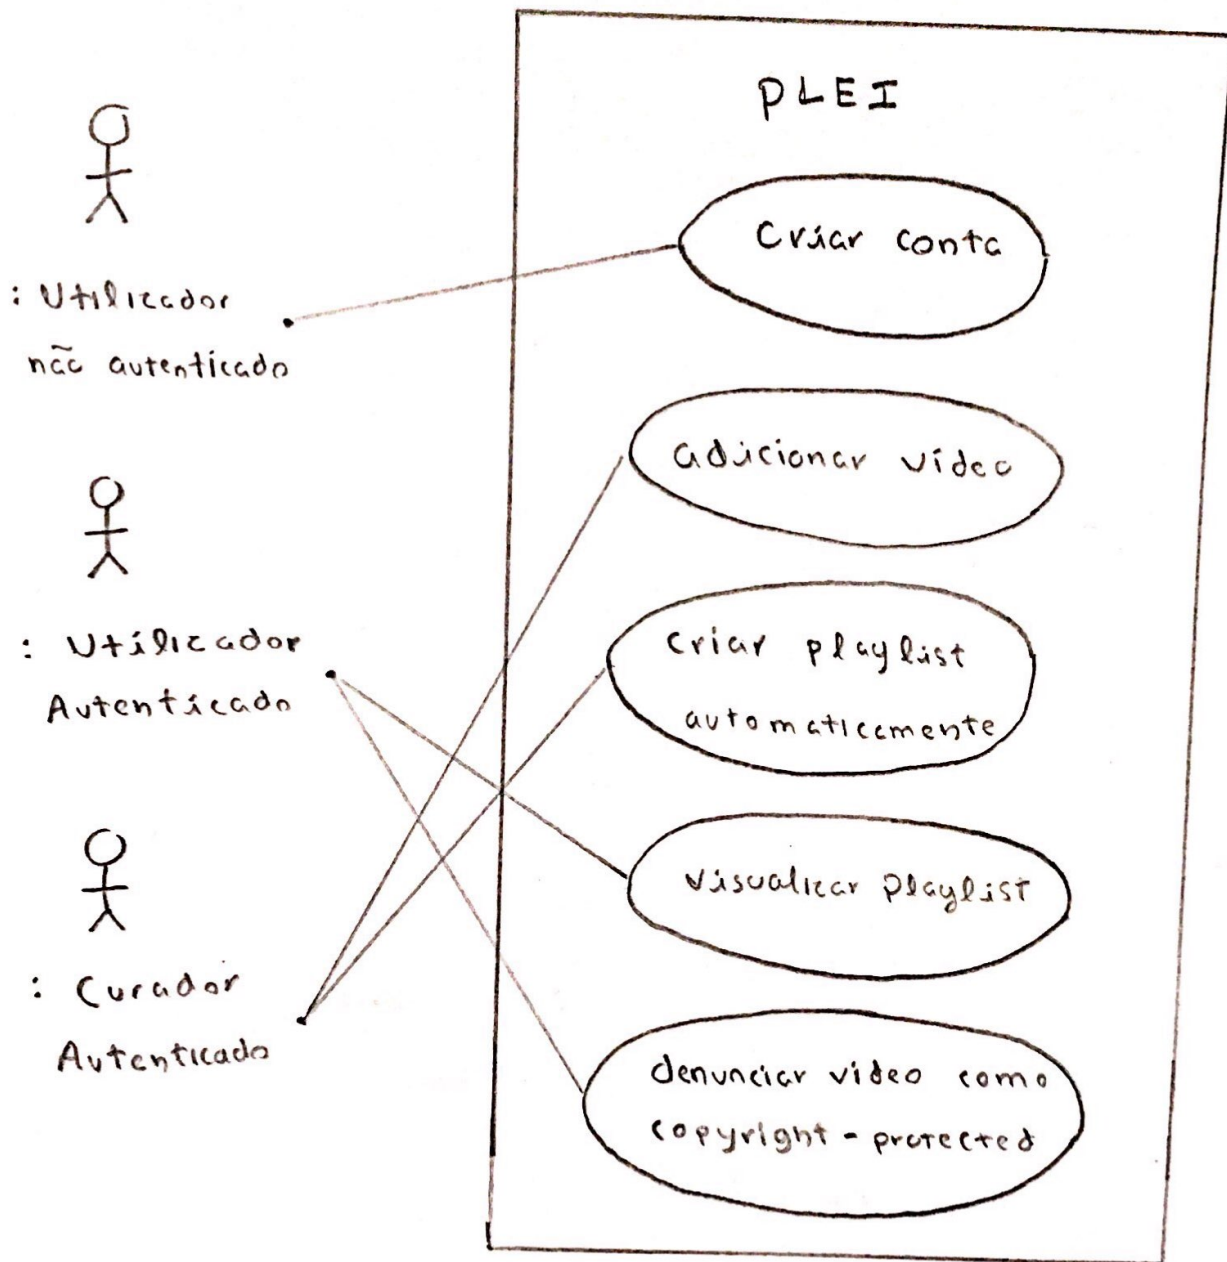 PLEI
: Utilizador
não autenticado
Criar conta
adicionar vídeo
: Utilizador
Autenticado
criar playlist
automaticamente
visualizar playlist
: Curador
Autenticado
denunciar video como
copyright-protected